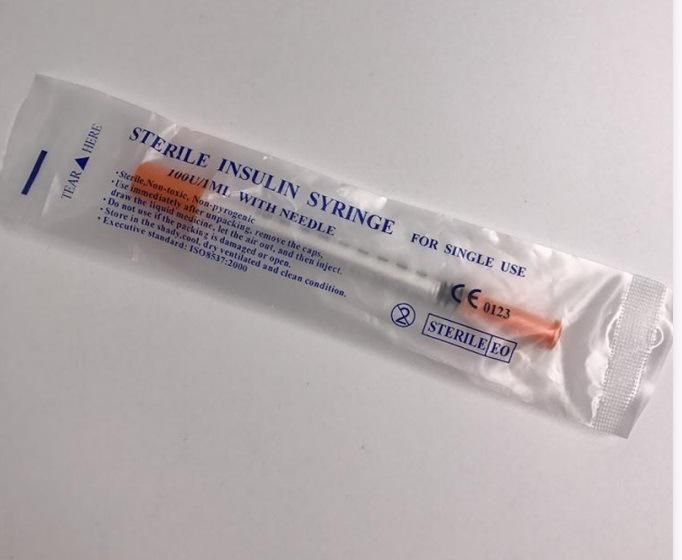 TEAR ▲ HERE
STERILE INSULIN SYRINGE FOR SINGLE USE
100U/1ML WITH NEEDLE
·Sterile,Non-toxic, Non-pyrogenic
·Use immediately after unpacking, remove the caps,
draw the liquid medicine, let the air out, and then inject.
·Do not use if the packing is damaged or open.
·Store in the shady,cool, dry ventilated and clean condition.
·Executive standard: ISO8537:2000
CE 0123
2
STERILE EO